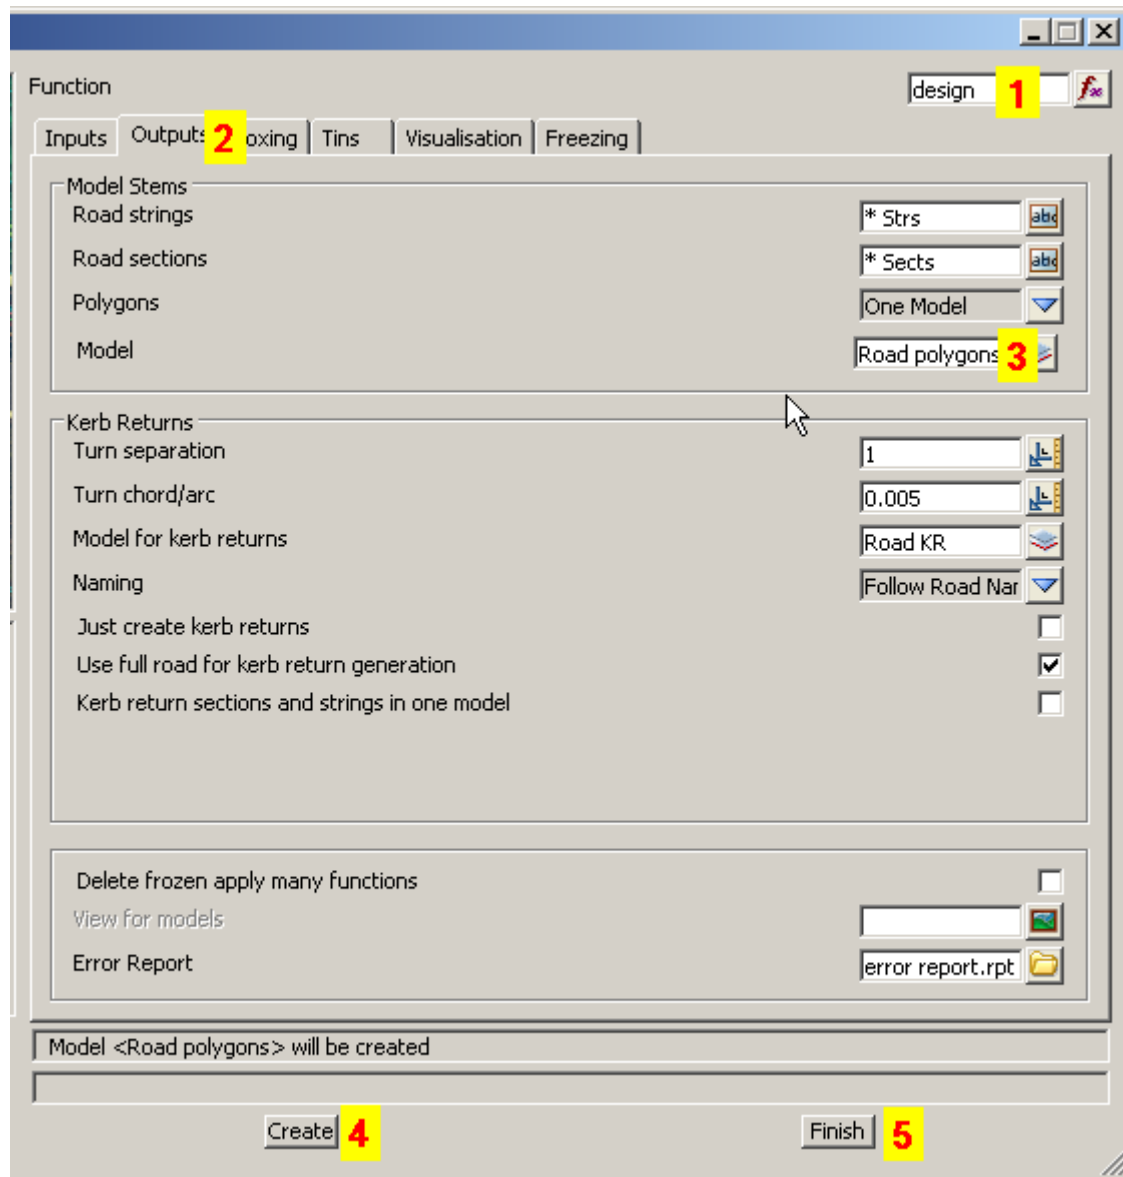 Function
design 1
Inputs Outputs 2 oxing Tins Visualisation Freezing
Model Stems
Road strings * Strs abc
Road sections * Sects abc
Polygons One Model
Model Road polygons 3
Kerb Returns
Turn separation 1
Turn chord/arc 0.005
Model for kerb returns Road KR
Naming Follow Road Nar
Just create kerb returns
Use full road for kerb return generation
Kerb return sections and strings in one model
Delete frozen apply many functions
View for models
Error Report error report.rpt
Model <Road polygons> will be created
Create 4 Finish 5